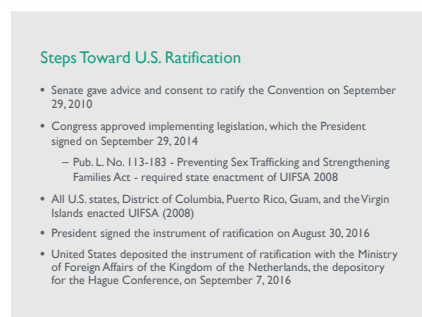 Steps Toward U.S. Ratification
• Senate gave advice and consent to ratify the Convention on September
29, 2010
• Congress approved implementing legislation, which the President
signed on September 29, 2014
– Pub. L. No. 113-183 - Preventing Sex Trafficking and Strengthening
Families Act - required state enactment of UIFSA 2008
• All U.S. states, District of Columbia, Puerto Rico, Guam, and the Virgin
Islands enacted UIFSA (2008)
• President signed the instrument of ratification on August 30, 2016
• United States deposited the instrument of ratification with the Ministry
of Foreign Affairs of the Kingdom of the Netherlands, the depository
for the Hague Conference, on September 7, 2016